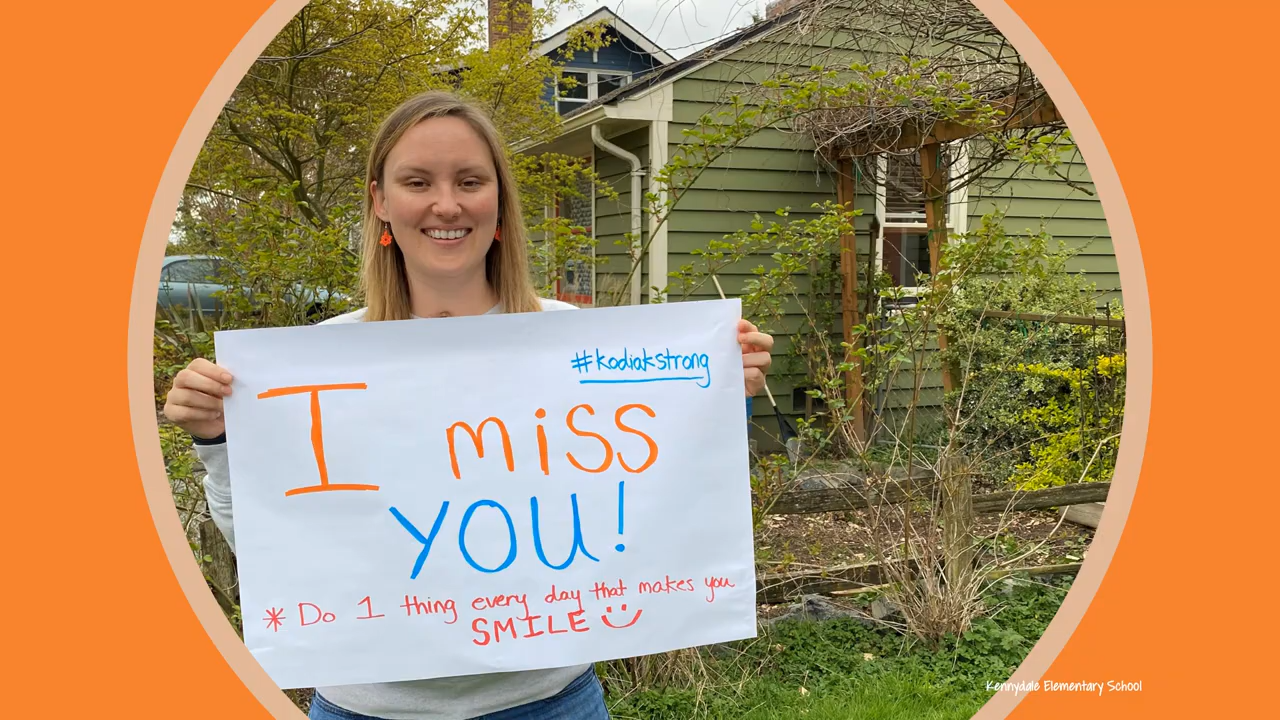 #kodiakstrong
I miss
YOU!
* Do 1 thing every day that makes you
SMILE
Kennydale Elementary School